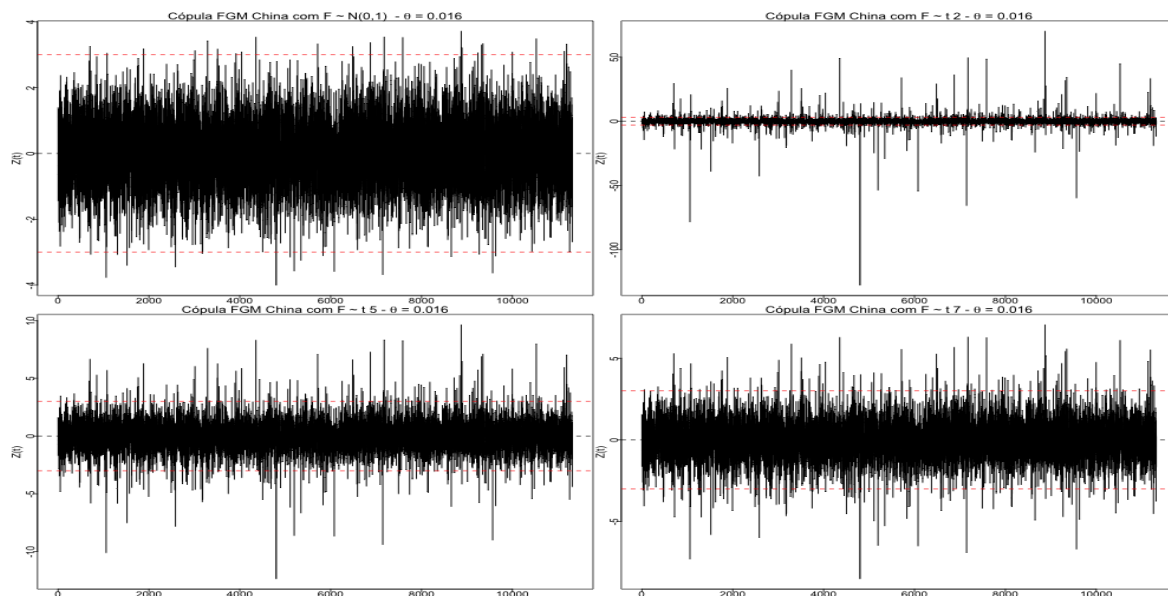 Cópula FGM China com F ~ N(0,1) - θ = 0.016
Z(t)
4
2
0
-2
-4
0 2000 4000 6000 8000 10000
Cópula FGM China com F ~ t 2 - θ = 0.016
Z(t)
50
0
-50
-100
0 2000 4000 6000 8000 10000
Cópula FGM China com F ~ t 5 - θ = 0.016
Z(t)
10
5
0
-5
-10
0 2000 4000 6000 8000 10000
Cópula FGM China com F ~ t 7 - θ = 0.016
Z(t)
5
0
-5
0 2000 4000 6000 8000 10000